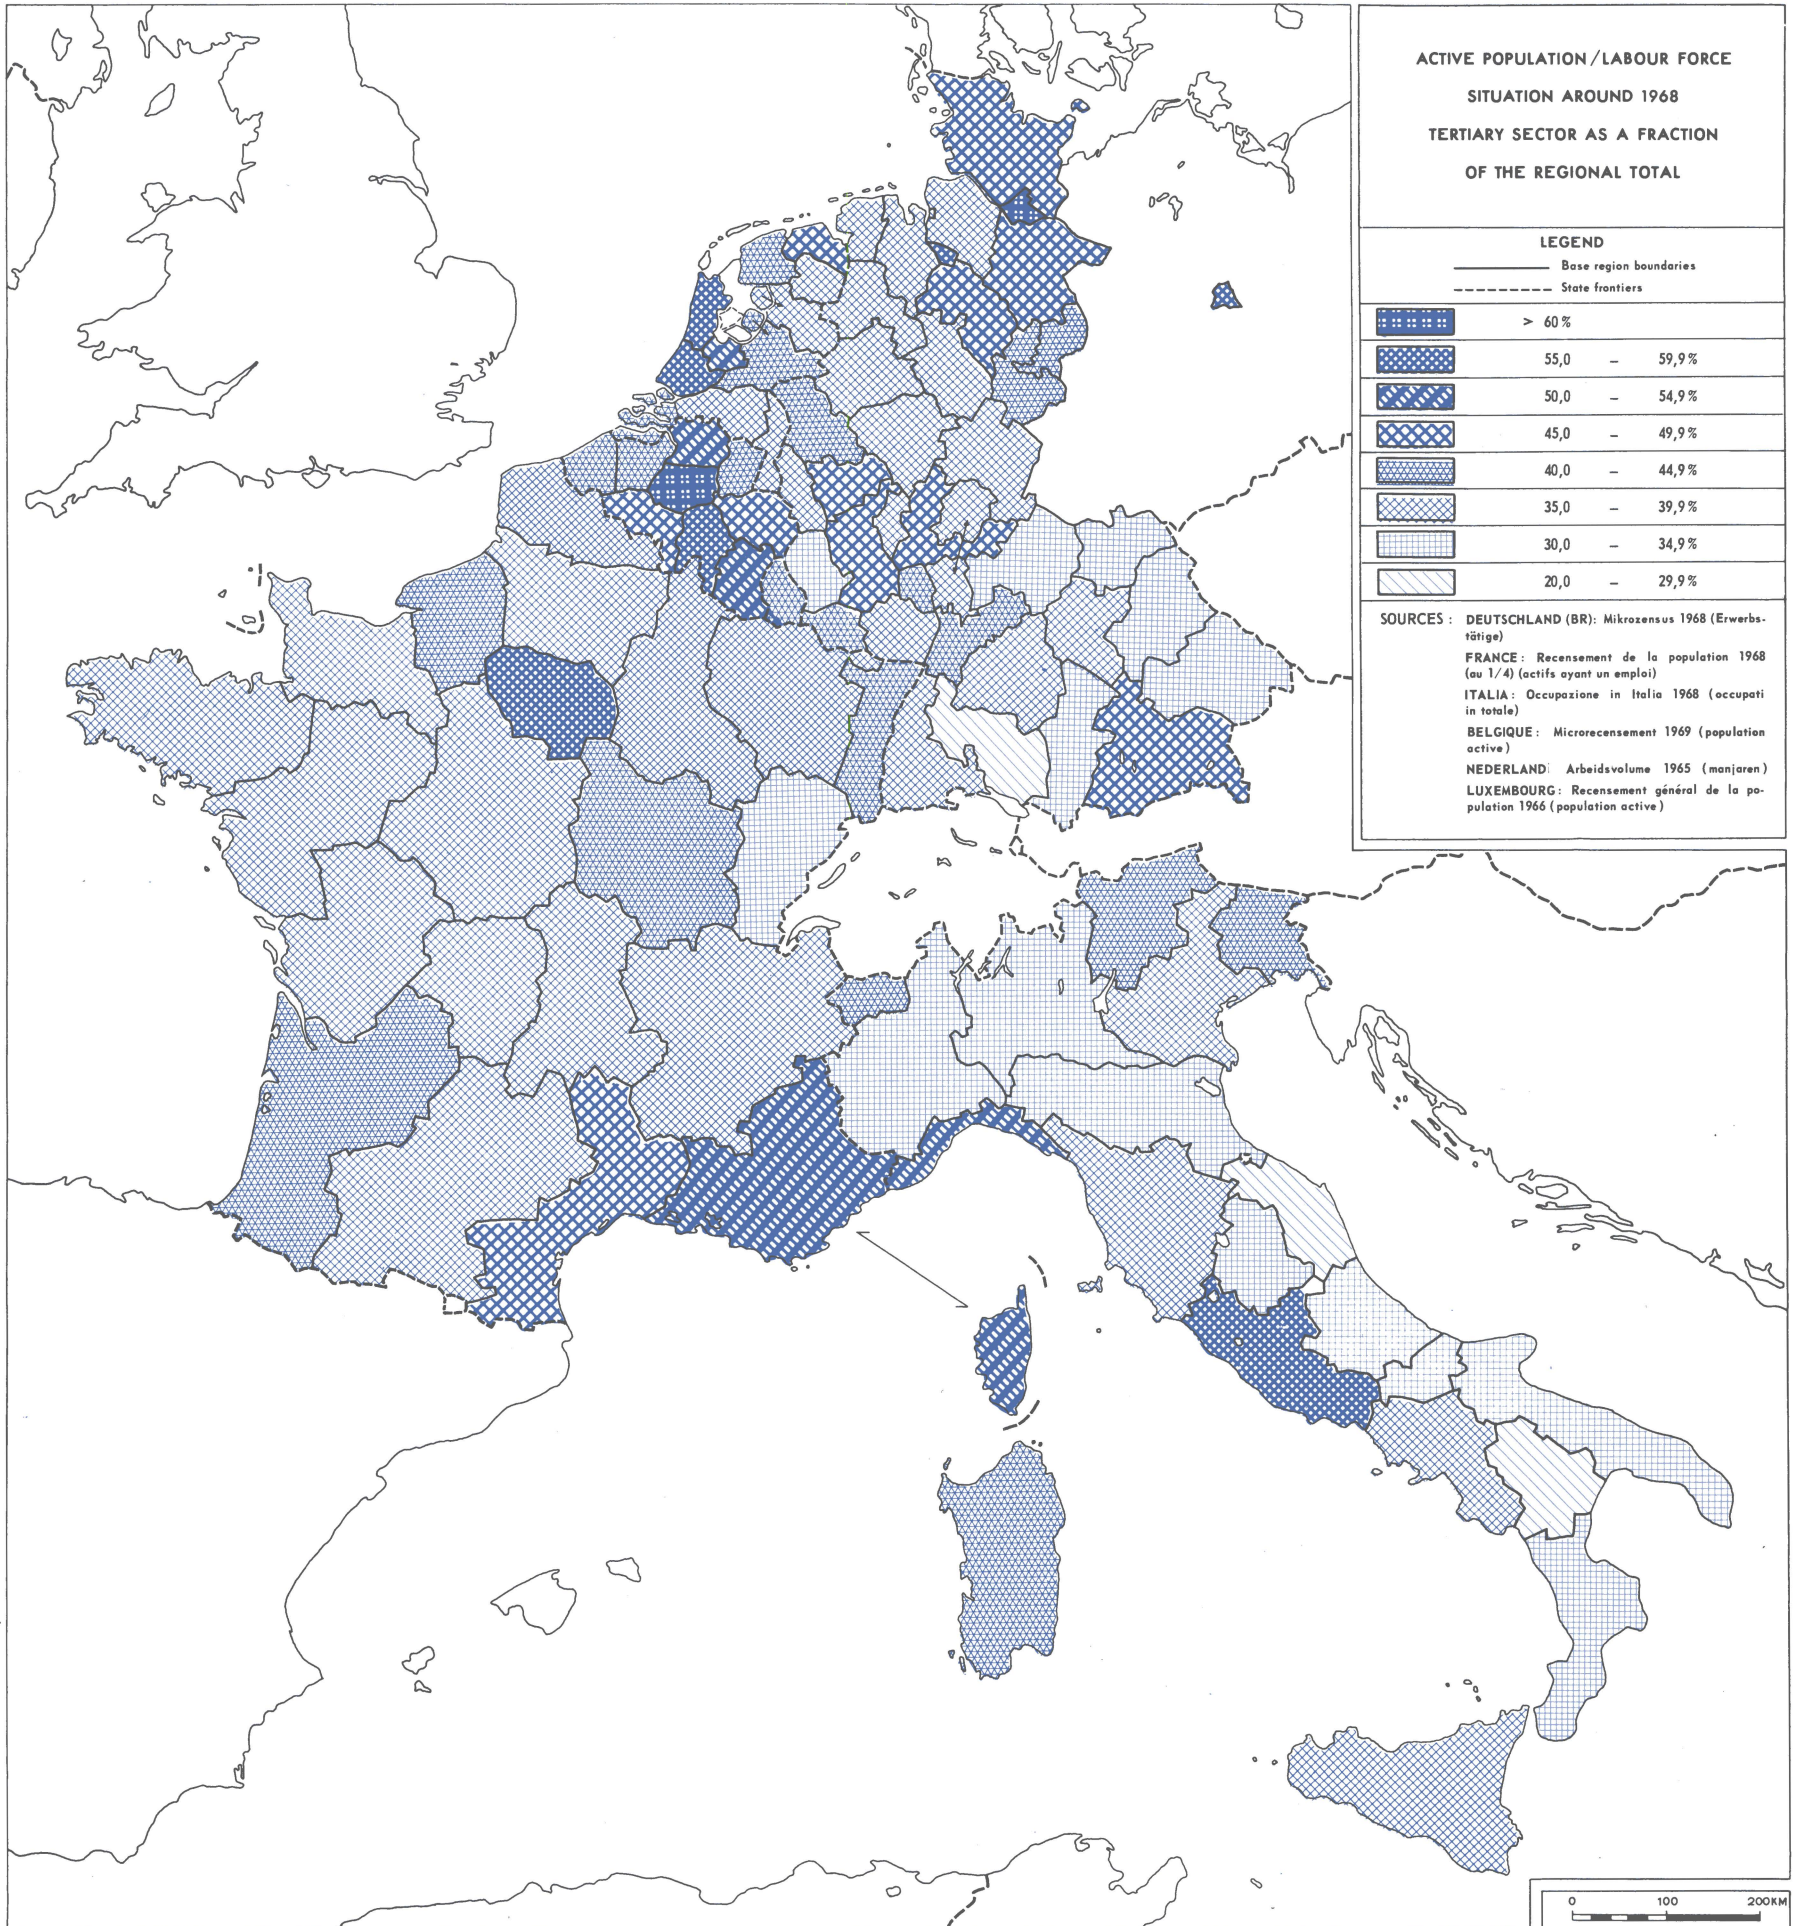 ACTIVE POPULATION/LABOUR FORCE
SITUATION AROUND 1968
TERTIARY SECTOR AS A FRACTION
OF THE REGIONAL TOTAL
LEGEND
Base region boundaries
State frontiers
> 60%
55,0 – 59,9%
50,0 – 54,9%
45,0 – 49,9%
40,0 – 44,9%
35,0 – 39,9%
30,0 – 34,9%
20,0 – 29,9%
SOURCES: DEUTSCHLAND (BR): Mikrozensus 1968 (Erwerbs-
tätige)
FRANCE: Recensement de la population 1968
(au 1/4) (actifs ayant un emploi)
ITALIA: Occupazione in Italia 1968 (occupati
in totale)
BELGIQUE: Microrecensement 1969 (population
active)
NEDERLAND: Arbeidsvolume 1965 (manjaren)
LUXEMBOURG: Recensement général de la po-
pulation 1966 (population active)
0 100 200KM